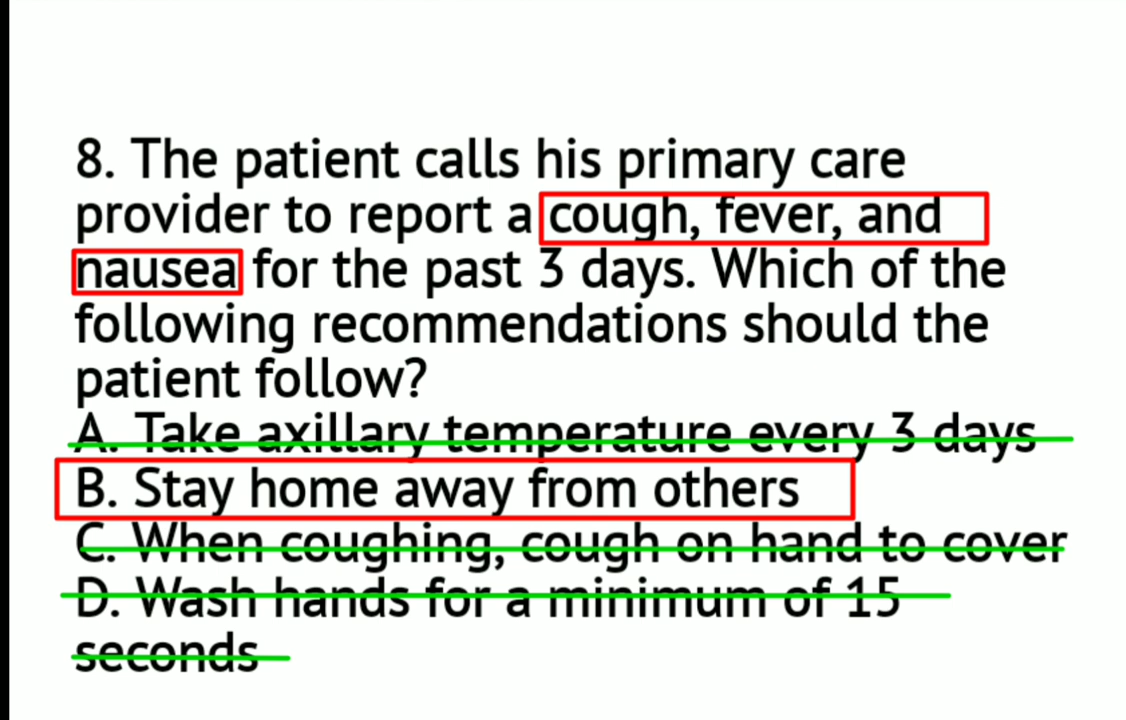 8. The patient calls his primary care
provider to report a cough, fever, and
nausea for the past 3 days. Which of the
following recommendations should the
patient follow?
A. Take axillary temperature every 3 days
B. Stay home away from others
C. When coughing, cough on hand to cover
D. Wash hands for a minimum of 15
seconds